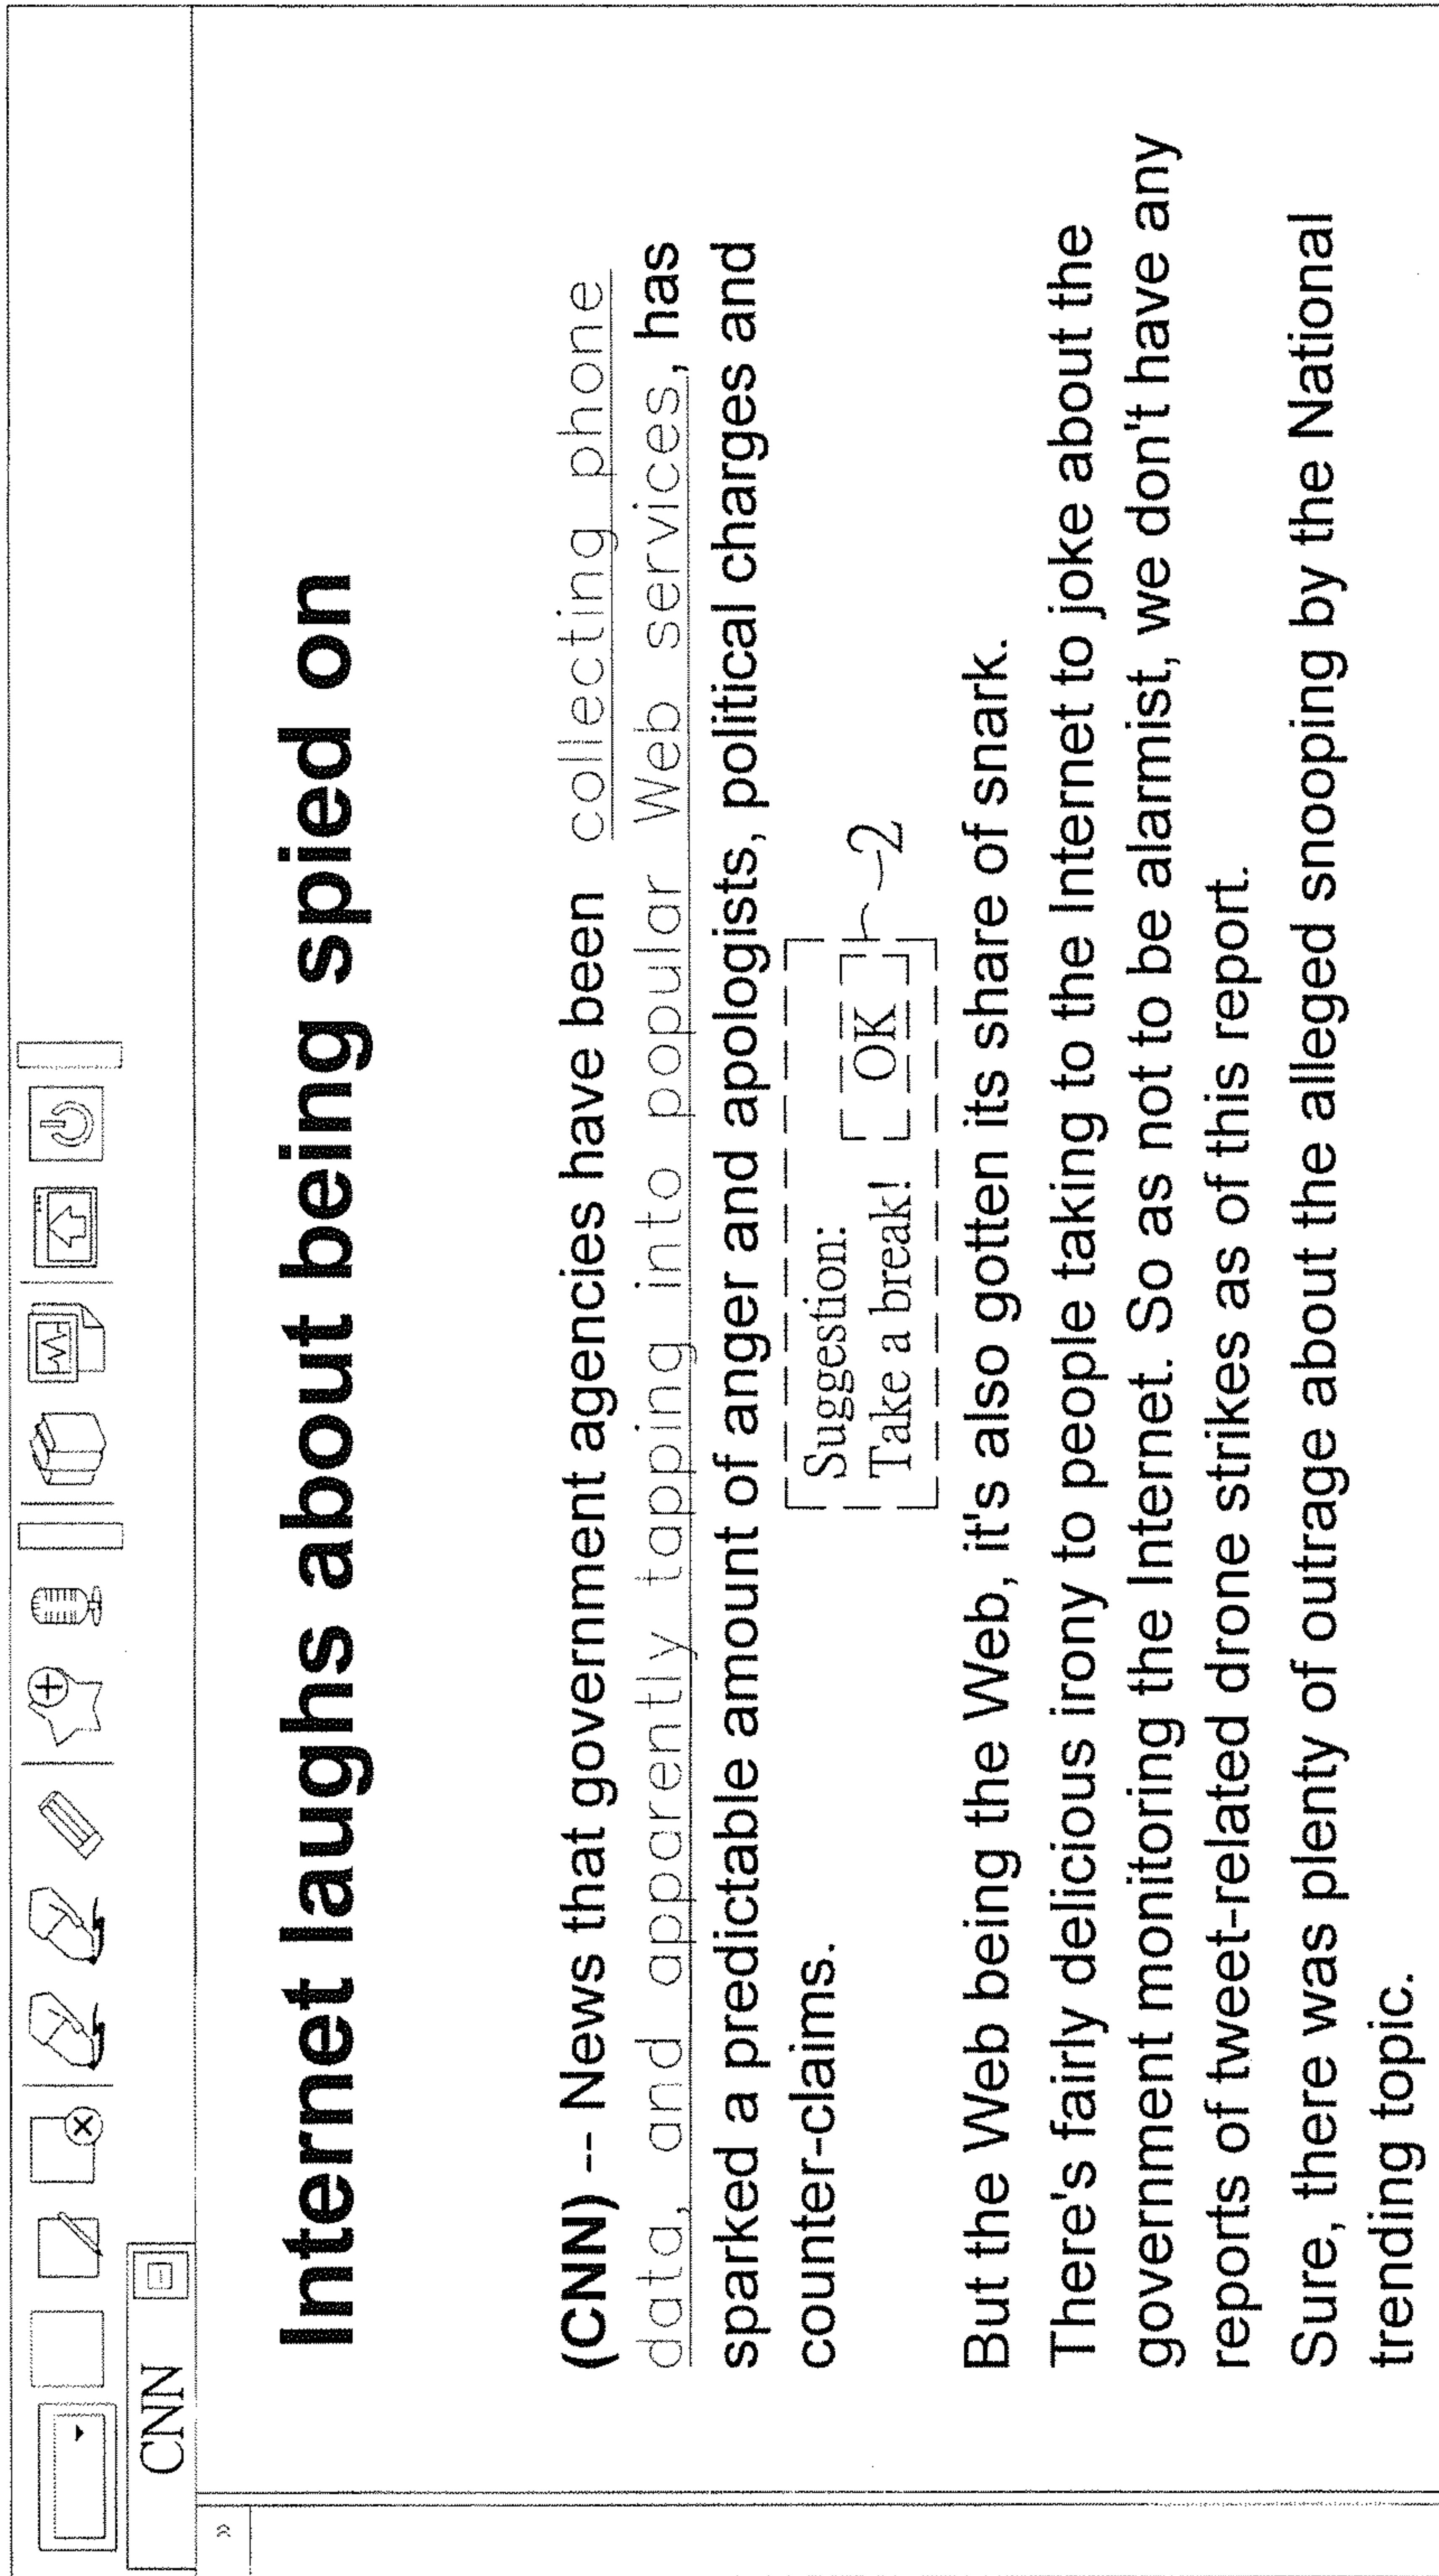 CNN
Internet laughs about being spied on
(CNN) -- News that government agencies have been collecting phone
data, and apparently tapping into popular Web services, has
sparked a predictable amount of anger and apologists, political charges and
counter-claims.
Suggestion:
Take a break! OK
2
But the Web being the Web, it's also gotten its share of snark.
There's fairly delicious irony to people taking to the Internet to joke about the
government monitoring the Internet. So as not to be alarmist, we don't have any
reports of tweet-related drone strikes as of this report.
Sure, there was plenty of outrage about the alleged snooping by the National
trending topic.